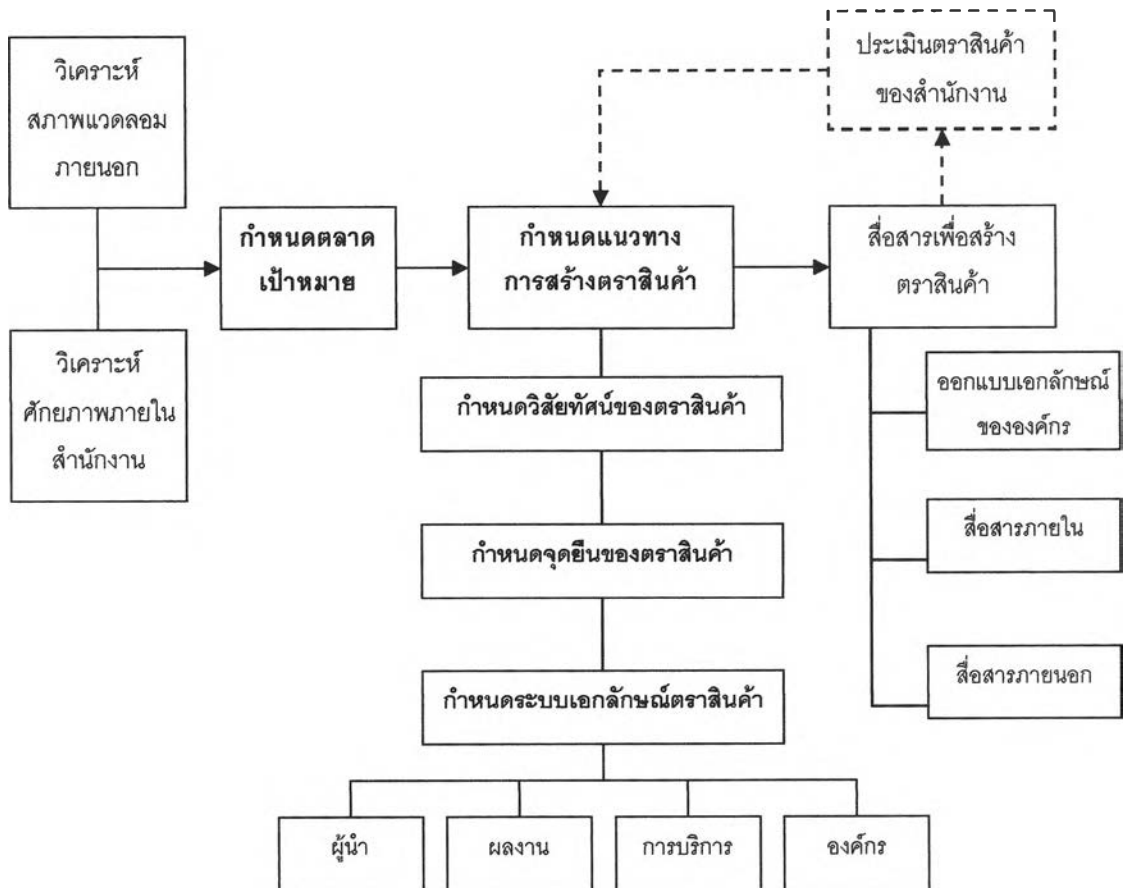 วิเคราะห์
สภาพแวดลอม
ภายนอก
ประเมินตราสินค้า
ของสำนักงาน
กำหนดตลาด
เป้าหมาย
กำหนดแนวทาง
การสร้างตราสินค้า
สื่อสารเพื่อสร้าง
ตราสินค้า
วิเคราะห์
ศักยภาพภายใน
สำนักงาน
กำหนดวิสัยทัศน์ของตราสินค้า
กำหนดจุดยืนของตราสินค้า
กำหนดระบบเอกลักษณ์ตราสินค้า
ออกแบบเอกลักษณ์
ขององค์กร
สื่อสารภายใน
สื่อสารภายนอก
ผู้นำ
ผลงาน
การบริการ
องค์กร